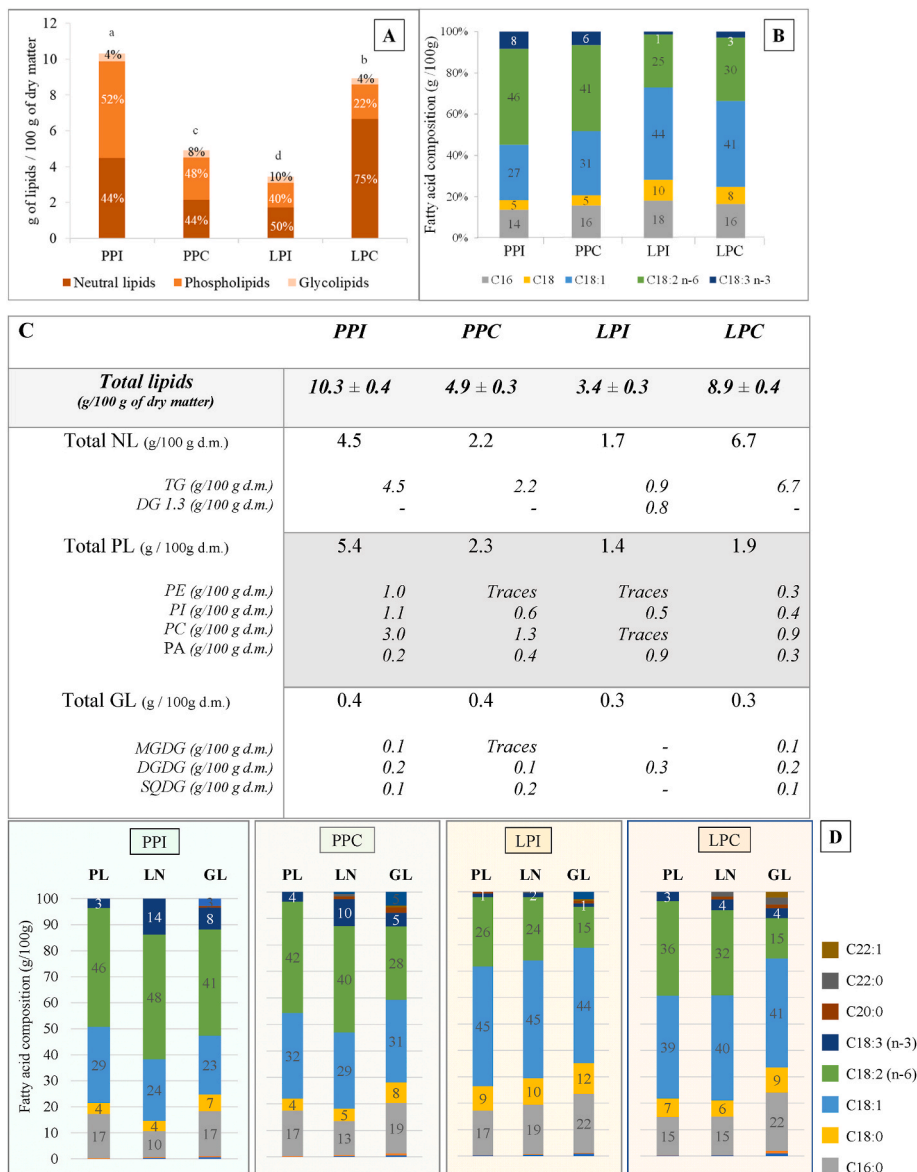 A
g of lipids / 100 g of dry matter
12
10
8
6
4
2
0
a
4%
52%
44%
c
8%
48%
44%
d
10%
40%
50%
b
4%
22%
75%
PPI PPC LPI LPC
Neutral lipids Phospholipids Glycolipids
B
Fatty acid composition (g /100g)
100%
80%
60%
40%
20%
0%
8 6 1 3
46 41 25 30
27 31 44 41
5 5 10 8
14 16 18 16
PPI PPC LPI LPC
C16 C18 C18:1 C18:2 n-6 C18:3 n-3
C PPI PPC LPI LPC
Total lipids 10.3 ± 0.4 4.9 ± 0.3 3.4 ± 0.3 8.9 ± 0.4
(g/100 g of dry matter)
Total NL (g/100 g d.m.) 4.5 2.2 1.7 6.7
TG (g/100 g d.m.) 4.5 2.2 0.9 6.7
DG 1.3 (g/100 g d.m.) - - 0.8 -
Total PL (g / 100g d.m.) 5.4 2.3 1.4 1.9
PE (g/100 g d.m.) 1.0 Traces Traces 0.3
PI (g/100 g d.m.) 1.1 0.6 0.5 0.4
PC (g/100 g d.m.) 3.0 1.3 Traces 0.9
PA (g/100 g d.m.) 0.2 0.4 0.9 0.3
Total GL (g / 100g d.m.) 0.4 0.4 0.3 0.3
MGDG (g/100 g d.m.) 0.1 Traces - 0.1
DGDG (g/100 g d.m.) 0.2 0.1 0.3 0.2
SQDG (g/100 g d.m.) 0.1 0.2 - 0.1
D
PPI PPC LPI LPC
PL LN GL PL LN GL PL LN GL PL LN GL
Fatty acid composition (g/100g)
100
90
80
70
60
50
40
30
20
10
0
3 14 8
46 48 41
29 24 23
4 4 7
17 10 17
4 10 5
42 40 28
32 29 31
4 5 8
17 13 19
1 2 1
26 24 15
45 45 44
9 10 12
17 19 22
3 4 4
36 32 15
39 40 41
7 6 9
15 15 22
C22:1
C22:0
C20:0
C18:3 (n-3)
C18:2 (n-6)
C18:1
C18:0
C16:0